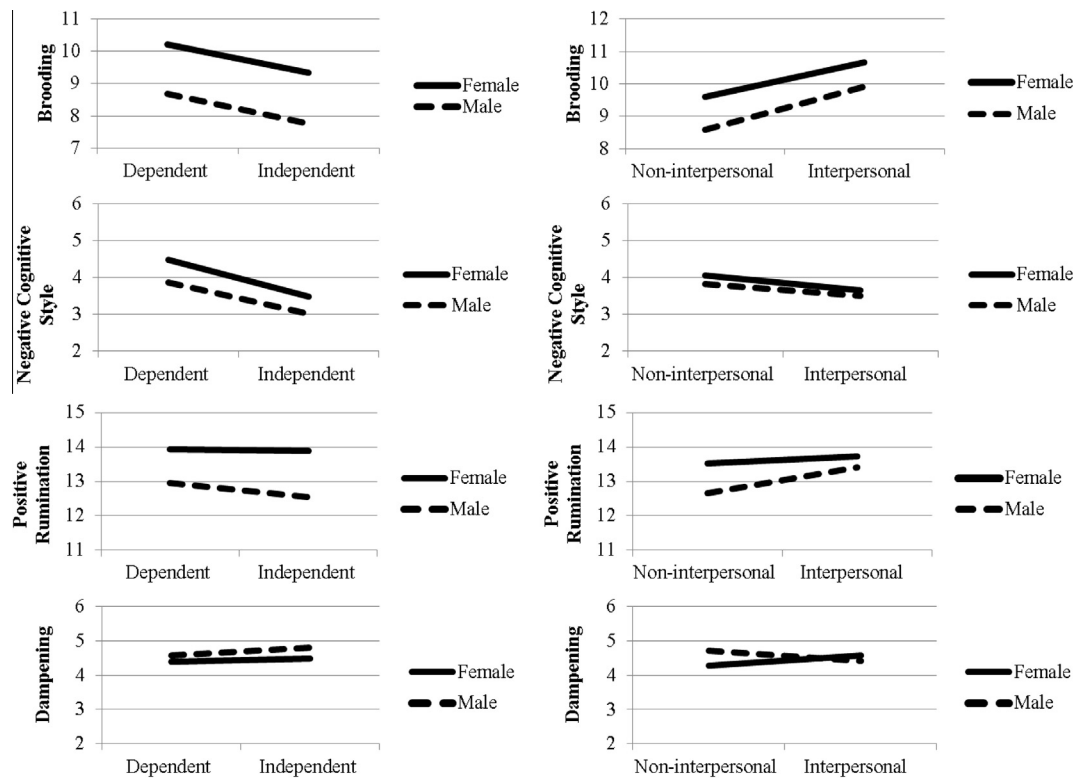 11
10
9
8
7
Brooding
Dependent Independent
Female
Male
12
11
10
9
8
Brooding
Non-interpersonal Interpersonal
Female
Male
6
5
4
3
2
Negative Cognitive
Style
Dependent Independent
Female
Male
6
5
4
3
2
Negative Cognitive
Style
Non-interpersonal Interpersonal
Female
Male
15
14
13
12
11
Positive
Rumination
Dependent Independent
Female
Male
15
14
13
12
11
Positive
Rumination
Non-interpersonal Interpersonal
Female
Male
6
5
4
3
2
Dampening
Dependent Independent
Female
Male
6
5
4
3
2
Dampening
Non-interpersonal Interpersonal
Female
Male